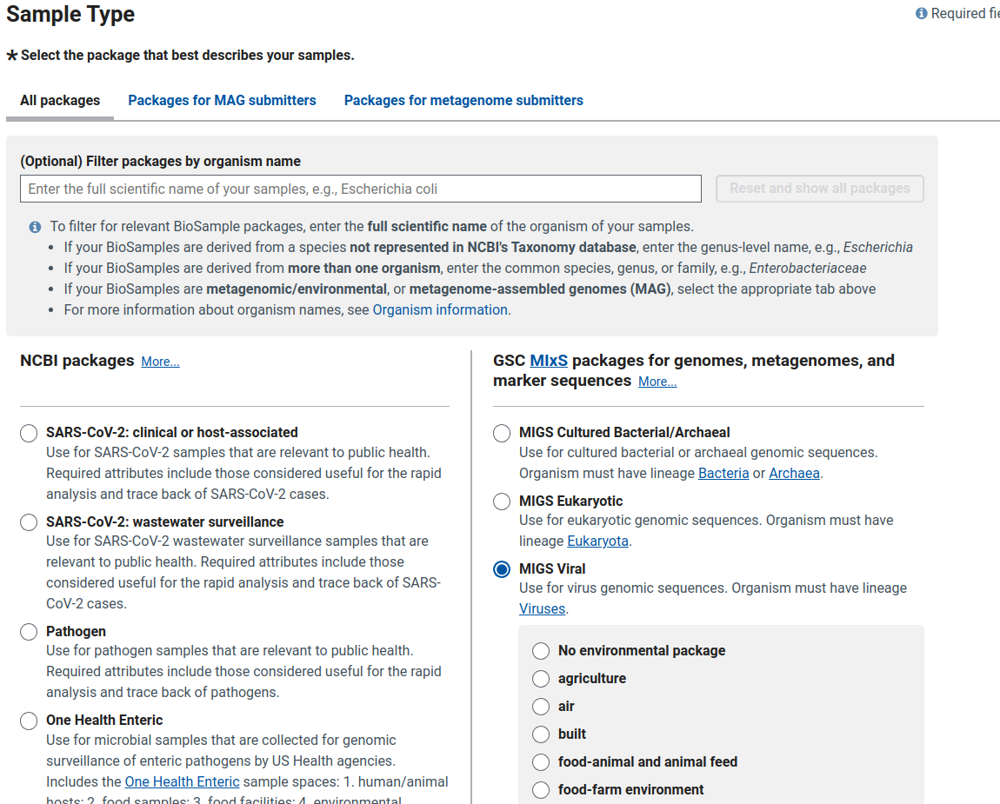 Sample Type
Required fie
* Select the package that best describes your samples.
All packages
Packages for MAG submitters
Packages for metagenome submitters
(Optional) Filter packages by organism name
Enter the full scientific name of your samples, e.g., Escherichia coli
Reset and show all packages
To filter for relevant BioSample packages, enter the full scientific name of the organism of your samples.
• If your BioSamples are derived from a species not represented in NCBI's Taxonomy database, enter the genus-level name, e.g., Escherichia
• If your BioSamples are derived from more than one organism, enter the common species, genus, or family, e.g., Enterobacteriaceae
• If your BioSamples are metagenomic/environmental, or metagenome-assembled genomes (MAG), select the appropriate tab above
• For more information about organism names, see Organism information.
NCBI packages More...
SARS-CoV-2: clinical or host-associated
Use for SARS-CoV-2 samples that are relevant to public health.
Required attributes include those considered useful for the rapid
analysis and trace back of SARS-CoV-2 cases.
SARS-CoV-2: wastewater surveillance
Use for SARS-CoV-2 wastewater surveillance samples that are
relevant to public health. Required attributes include those
considered useful for the rapid analysis and trace back of SARS-
CoV-2 cases.
Pathogen
Use for pathogen samples that are relevant to public health.
Required attributes include those considered useful for the rapid
analysis and trace back of pathogens.
One Health Enteric
Use for microbial samples that are collected for genomic
surveillance of enteric pathogens by US Health agencies.
Includes the One Health Enteric sample spaces: 1. human/animal
hosts; 2. food samples; 3. food facilities; 4. environmental
GSC MIxS packages for genomes, metagenomes, and
marker sequences More...
MIGS Cultured Bacterial/Archaeal
Use for cultured bacterial or archaeal genomic sequences.
Organism must have lineage Bacteria or Archaea.
MIGS Eukaryotic
Use for eukaryotic genomic sequences. Organism must have
lineage Eukaryota.
MIGS Viral
Use for virus genomic sequences. Organism must have lineage
Viruses.
No environmental package
agriculture
air
built
food-animal and animal feed
food-farm environment